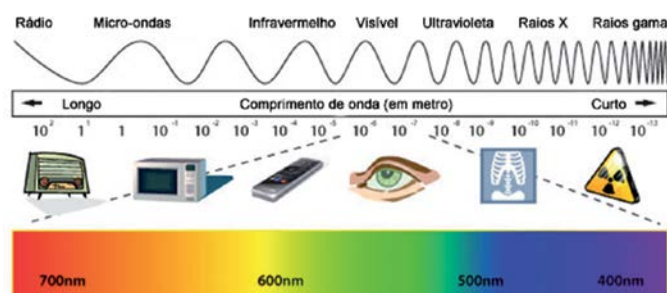 Rádio Micro-ondas Infravermelho Visível Ultravioleta Raios X Raios gama
Longo Comprimento de onda (em metro) Curto
10² 1¹ 1 10⁻¹ 10⁻² 10⁻³ 10⁻⁴ 10⁻⁵ 10⁻⁶ 10⁻⁷ 10⁻⁸ 10⁻⁹ 10⁻¹⁰ 10⁻¹¹ 10⁻¹² 10⁻¹³
700nm 600nm 500nm 400nm